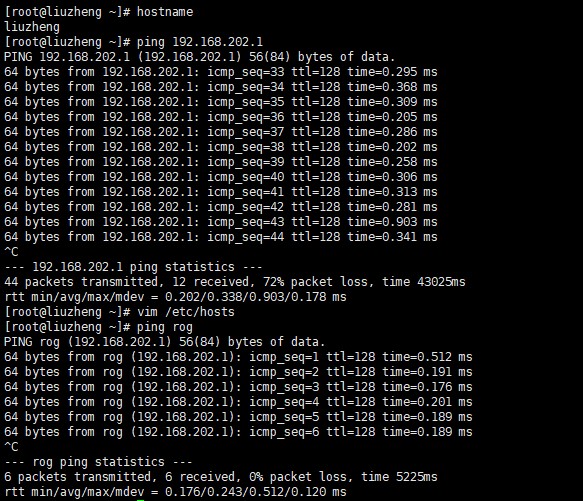 [root@liuzheng ~]# hostname
liuzheng
[root@liuzheng ~]# ping 192.168.202.1
PING 192.168.202.1 (192.168.202.1) 56(84) bytes of data.
64 bytes from 192.168.202.1: icmp_seq=33 ttl=128 time=0.295 ms
64 bytes from 192.168.202.1: icmp_seq=34 ttl=128 time=0.368 ms
64 bytes from 192.168.202.1: icmp_seq=35 ttl=128 time=0.309 ms
64 bytes from 192.168.202.1: icmp_seq=36 ttl=128 time=0.205 ms
64 bytes from 192.168.202.1: icmp_seq=37 ttl=128 time=0.286 ms
64 bytes from 192.168.202.1: icmp_seq=38 ttl=128 time=0.202 ms
64 bytes from 192.168.202.1: icmp_seq=39 ttl=128 time=0.258 ms
64 bytes from 192.168.202.1: icmp_seq=40 ttl=128 time=0.306 ms
64 bytes from 192.168.202.1: icmp_seq=41 ttl=128 time=0.313 ms
64 bytes from 192.168.202.1: icmp_seq=42 ttl=128 time=0.281 ms
64 bytes from 192.168.202.1: icmp_seq=43 ttl=128 time=0.903 ms
64 bytes from 192.168.202.1: icmp_seq=44 ttl=128 time=0.341 ms
^C
--- 192.168.202.1 ping statistics ---
44 packets transmitted, 12 received, 72% packet loss, time 43025ms
rtt min/avg/max/mdev = 0.202/0.338/0.903/0.178 ms
[root@liuzheng ~]# vim /etc/hosts
[root@liuzheng ~]# ping rog
PING rog (192.168.202.1) 56(84) bytes of data.
64 bytes from rog (192.168.202.1): icmp_seq=1 ttl=128 time=0.512 ms
64 bytes from rog (192.168.202.1): icmp_seq=2 ttl=128 time=0.191 ms
64 bytes from rog (192.168.202.1): icmp_seq=3 ttl=128 time=0.176 ms
64 bytes from rog (192.168.202.1): icmp_seq=4 ttl=128 time=0.201 ms
64 bytes from rog (192.168.202.1): icmp_seq=5 ttl=128 time=0.189 ms
64 bytes from rog (192.168.202.1): icmp_seq=6 ttl=128 time=0.189 ms
^C
--- rog ping statistics ---
6 packets transmitted, 6 received, 0% packet loss, time 5225ms
rtt min/avg/max/mdev = 0.176/0.243/0.512/0.120 ms